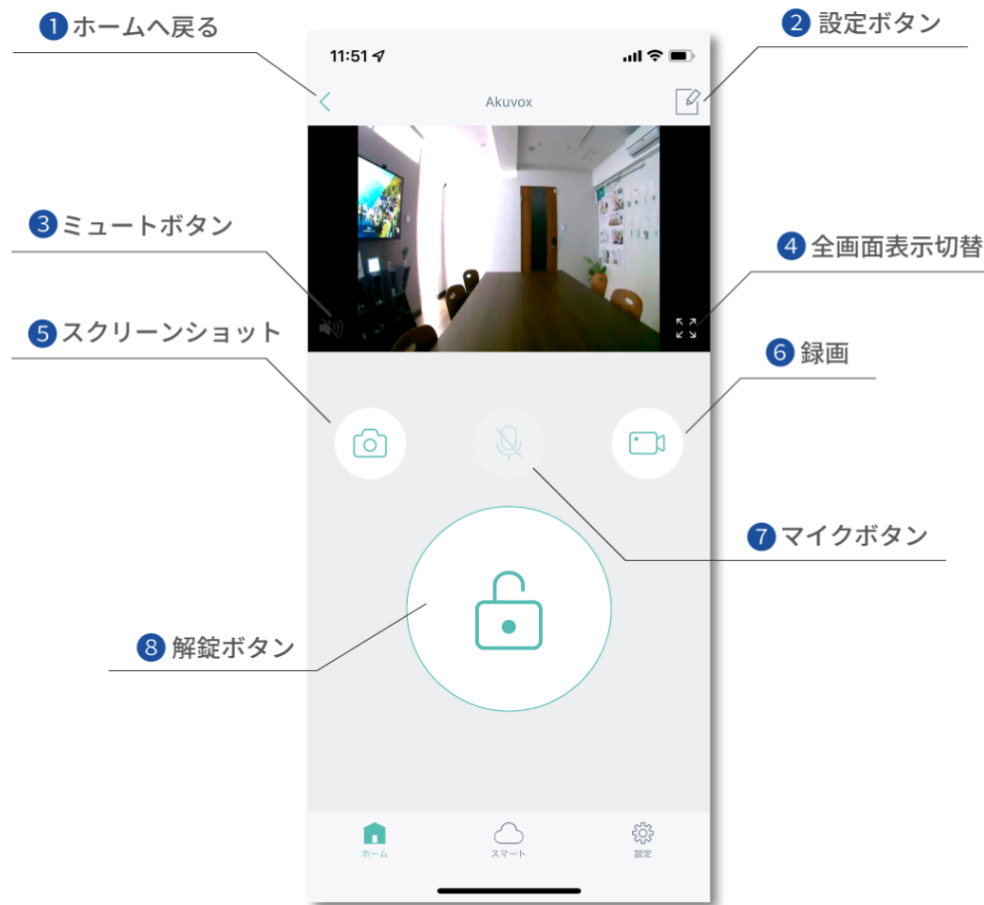 1 ホームへ戻る
2 設定ボタン
11:51
Akuvox
3 ミュートボタン
4 全画面表示切替
5 スクリーンショット
6 録画
7 マイクボタン
8 解錠ボタン
ホーム
スマート
設定